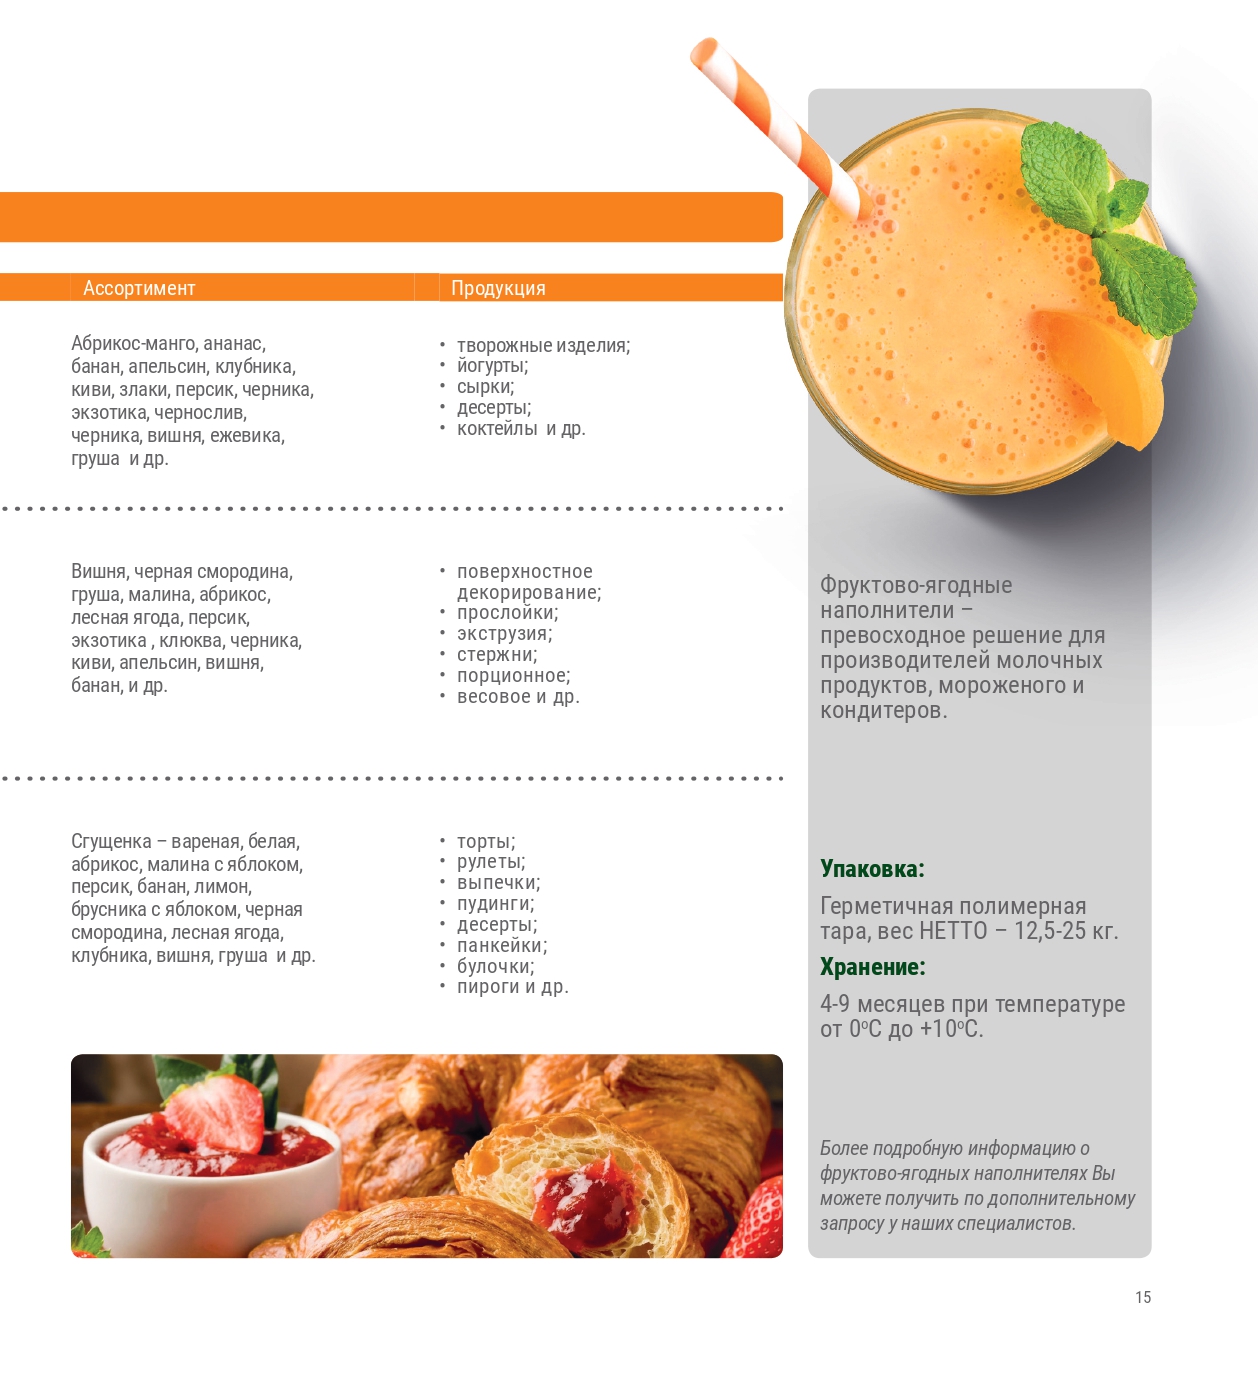 Ассортимент
Продукция
Абрикос-манго, ананас,
банан, апельсин, клубника,
киви, злаки, персик, черника,
экзотика, чернослив,
черника, вишня, ежевика,
груша  и др.
• творожные изделия;
• йогурты;
• сырки;
• десерты;
• коктейлы  и др.
Вишня, черная смородина,
груша, малина, абрикос,
лесная ягода, персик,
экзотика , клюква, черника,
киви, апельсин, вишня,
банан, и др.
• поверхностное
декорирование;
• прослойки;
• экструзия;
• стержни;
• порционное;
• весовое и др.
Сгущенка – вареная, белая,
абрикос, малина с яблоком,
персик, банан, лимон,
брусника с яблоком, черная
смородина, лесная ягода,
клубника, вишня, груша  и др.
• торты;
• рулеты;
• выпечки;
• пудинги;
• десерты;
• панкейки;
• булочки;
• пироги и др.
Фруктово-ягодные
наполнители –
превосходное решение для
производителей молочных
продуктов, мороженого и
кондитеров.
Упаковка:
Герметичная полимерная
тара, вес НЕТТО – 12,5-25 кг.
Хранение:
4-9 месяцев при температуре
от 0⁰С до +10⁰С.
Более подробную информацию о
фруктово-ягодных наполнителях Вы
можете получить по дополнительному
запросу у наших специалистов.
15